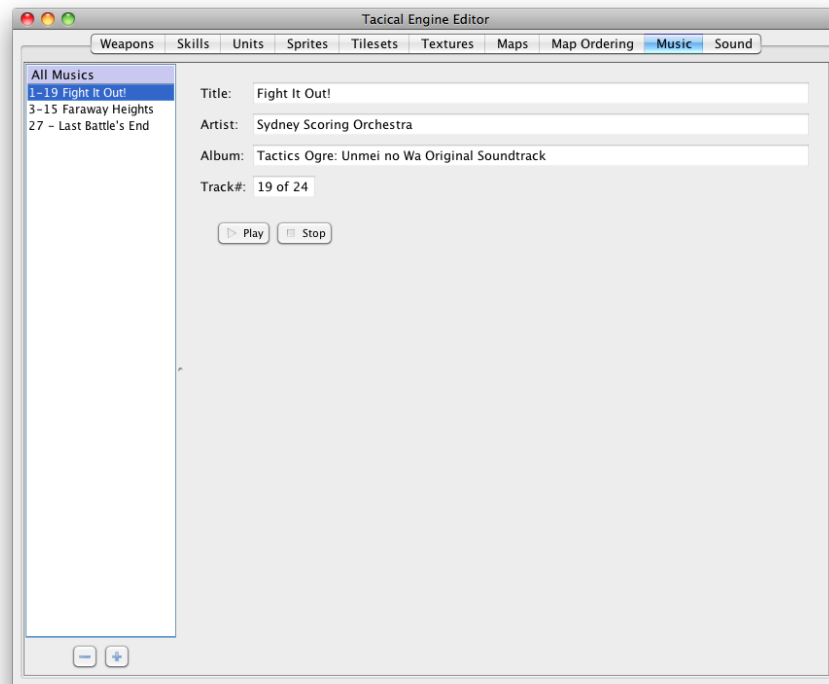 Tacical Engine Editor
Weapons Skills Units Sprites Tilesets Textures Maps Map Ordering Music Sound
All Musics
1-19 Fight It Out!
3-15 Faraway Heights
27 - Last Battle's End
Title: Fight It Out!
Artist: Sydney Scoring Orchestra
Album: Tactics Ogre: Unmei no Wa Original Soundtrack
Track#: 19 of 24
Play Stop